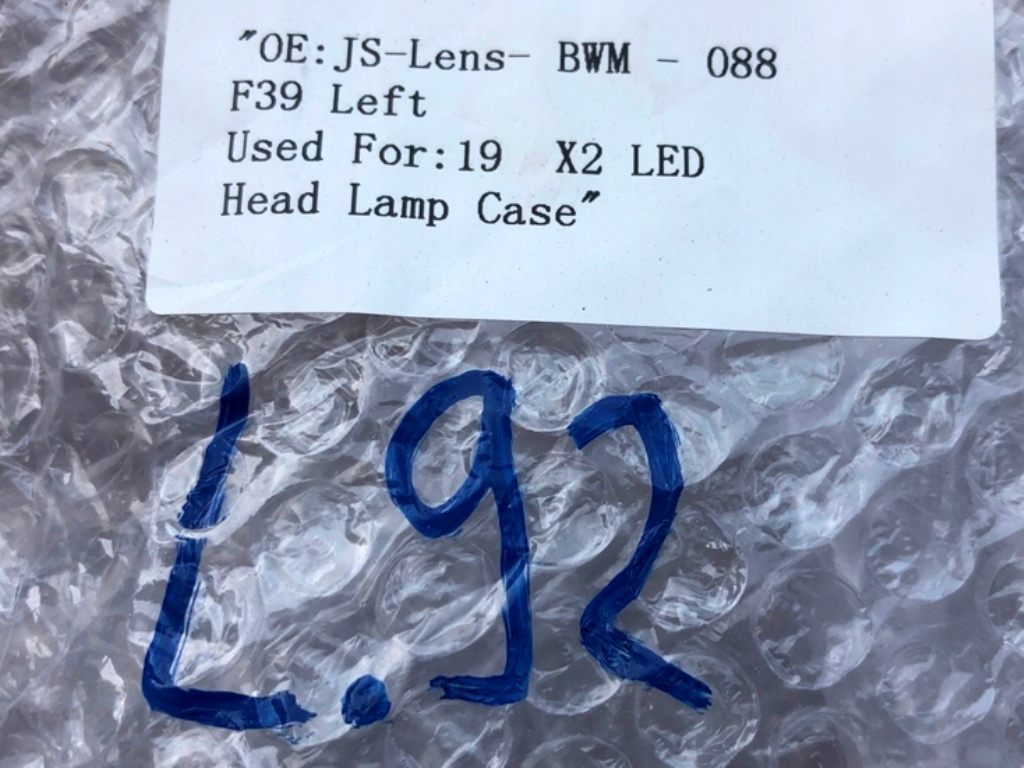 "OE:JS-Lens- BWM - 088
F39 Left
Used For:19 X2 LED
Head Lamp Case"
L.92